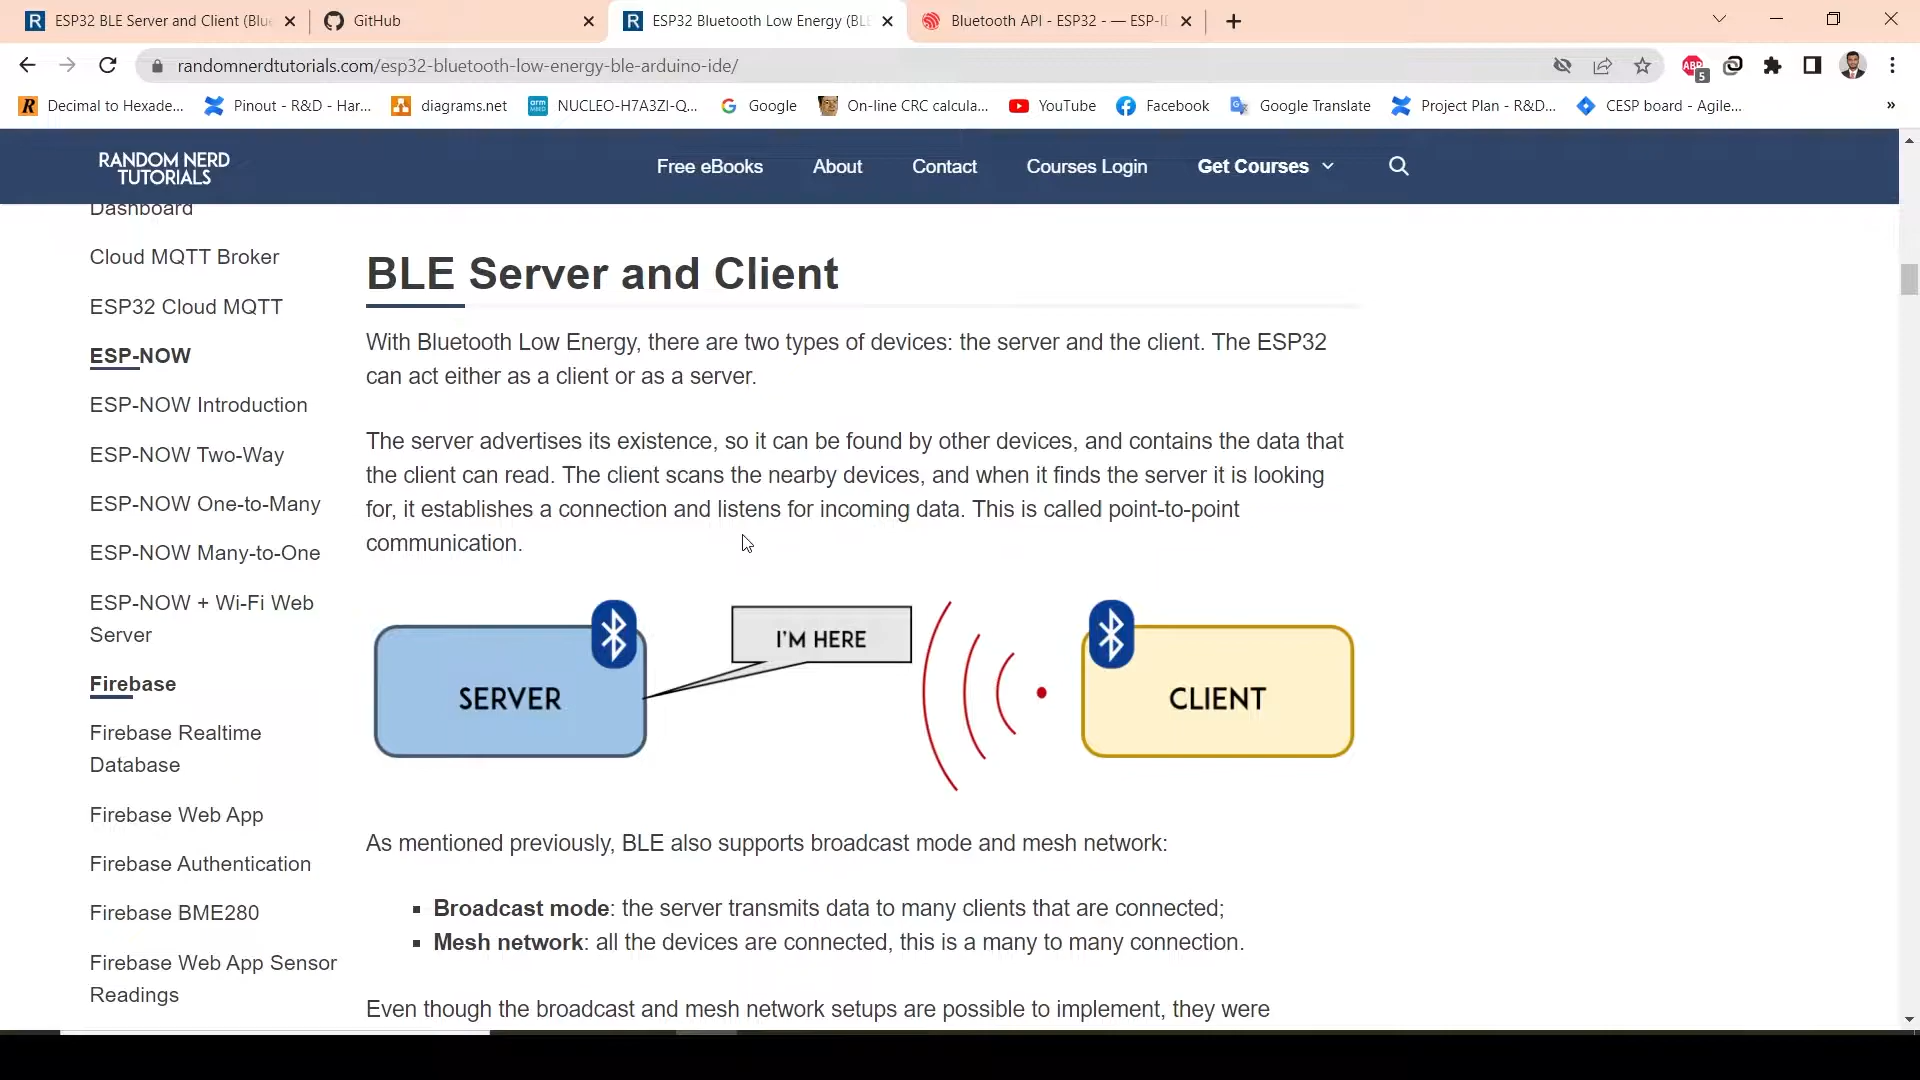 ESP32 BLE Server and Client (Blu
GitHub
ESP32 Bluetooth Low Energy (BLE
Bluetooth API - ESP32 - — ESP-I
randomnerdtutorials.com/esp32-bluetooth-low-energy-ble-arduino-ide/
ABP
5
Decimal to Hexade...
Pinout - R&D - Har...
diagrams.net
arm MBED
NUCLEO-H7A3ZI-Q...
Google
On-line CRC calcula...
YouTube
Facebook
Google Translate
Project Plan - R&D...
CESP board - Agile...
»
RANDOM NERD
TUTORIALS
Free eBooks
About
Contact
Courses Login
Get Courses
Dashboard
Cloud MQTT Broker
ESP32 Cloud MQTT
ESP-NOW
ESP-NOW Introduction
ESP-NOW Two-Way
ESP-NOW One-to-Many
ESP-NOW Many-to-One
ESP-NOW + Wi-Fi Web
Server
Firebase
Firebase Realtime
Database
Firebase Web App
Firebase Authentication
Firebase BME280
Firebase Web App Sensor
Readings
BLE Server and Client
With Bluetooth Low Energy, there are two types of devices: the server and the client. The ESP32
can act either as a client or as a server.
The server advertises its existence, so it can be found by other devices, and contains the data that
the client can read. The client scans the nearby devices, and when it finds the server it is looking
for, it establishes a connection and listens for incoming data. This is called point-to-point
communication.
SERVER
I'M HERE
CLIENT
As mentioned previously, BLE also supports broadcast mode and mesh network:
▪ Broadcast mode: the server transmits data to many clients that are connected;
▪ Mesh network: all the devices are connected, this is a many to many connection.
Even though the broadcast and mesh network setups are possible to implement, they were